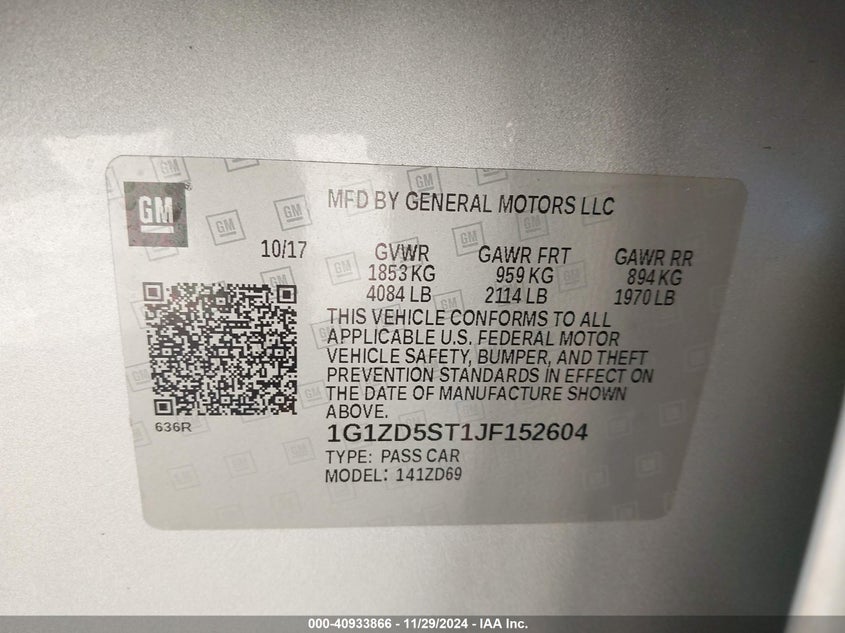 GM
MFD BY GENERAL MOTORS LLC
10/17 GVWR GAWR FRT GAWR RR
1853 KG 959 KG 894 KG
4084 LB 2114 LB 1970 LB
THIS VEHICLE CONFORMS TO ALL
APPLICABLE U.S. FEDERAL MOTOR
VEHICLE SAFETY, BUMPER, AND THEFT
PREVENTION STANDARDS IN EFFECT ON
THE DATE OF MANUFACTURE SHOWN
ABOVE.
636R
1G1ZD5ST1JF152604
TYPE: PASS CAR
MODEL: 141ZD69
000-40933866 - 11/29/2024 - IAA Inc.